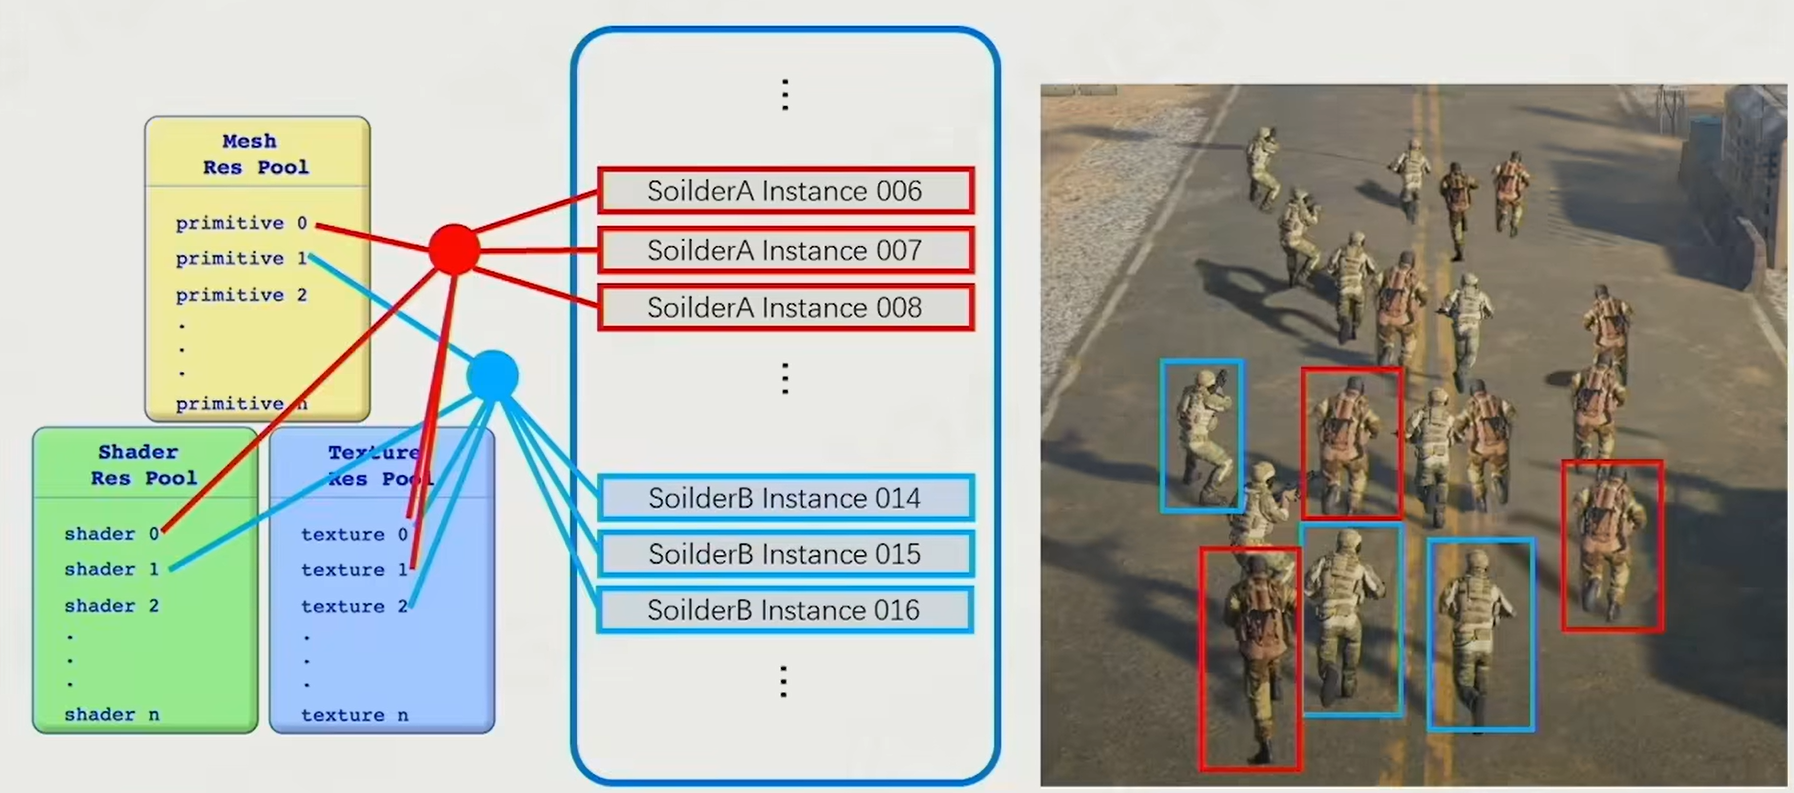 Mesh
Res Pool
primitive 0
primitive 1
primitive 2
.
.
.
primitive n
Shader
Res Pool
shader 0
shader 1
shader 2
.
.
.
shader n
Texture
Res Pool
texture 0
texture 1
texture 2
.
.
.
texture n
⋮
SoilderA Instance 006
SoilderA Instance 007
SoilderA Instance 008
⋮
SoilderB Instance 014
SoilderB Instance 015
SoilderB Instance 016
⋮